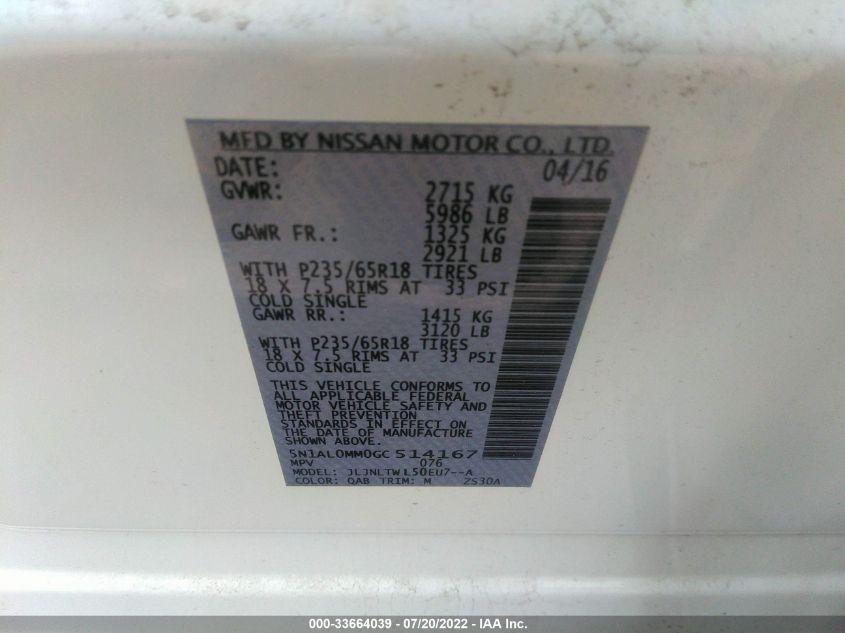 MFD BY NISSAN MOTOR CO., LTD.
DATE: 04/16
GVWR: 2715 KG
5986 LB
GAWR FR.: 1325 KG
2921 LB
WITH P235/65R18 TIRES
18 X 7.5 RIMS AT 33 PSI
COLD SINGLE
GAWR RR.: 1415 KG
3120 LB
WITH P235/65R18 TIRES
18 X 7.5 RIMS AT 33 PSI
COLD SINGLE
THIS VEHICLE CONFORMS TO
ALL APPLICABLE FEDERAL
MOTOR VEHICLE SAFETY AND
THEFT PREVENTION
STANDARDS IN EFFECT ON
THE DATE OF MANUFACTURE
SHOWN ABOVE.
5N1AL0MM0GC514167
MPV 076
MODEL: JLJNLTWL50EU7--A
COLOR: QAB TRIM: M ZS30A
000-33664039 / 07/20/2022 - IAA Inc.